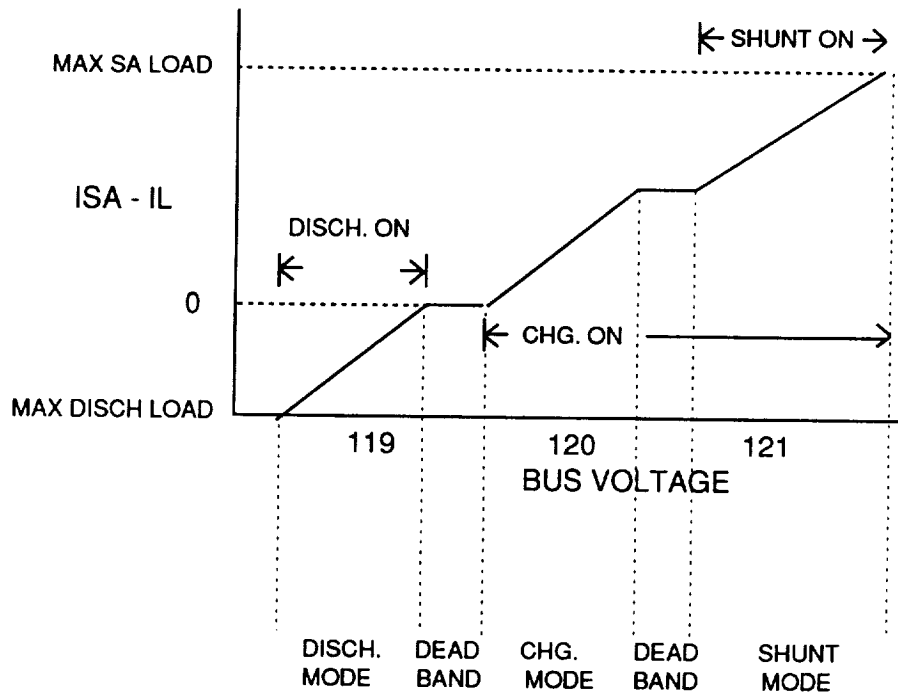 SHUNT ON
MAX SA LOAD
ISA - IL
DISCH. ON
0
CHG. ON
MAX DISCH LOAD
119 120 121
BUS VOLTAGE
DISCH. MODE
DEAD BAND
CHG. MODE
DEAD BAND
SHUNT MODE